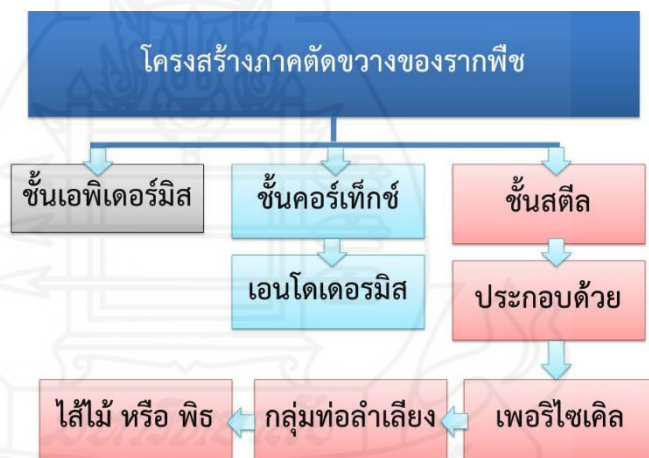 โครงสร้างภาคตัดขวางของรากพืช
ชั้นเอพิเดอร์มิส
ชั้นคอร์เท็กซ์
ชั้นสตีล
เอนโดเดอรมิส
ประกอบด้วย
ไส้ไม้ หรือ พิธ
กลุ่มท่อลำเลียง
เพอริไซเคิล